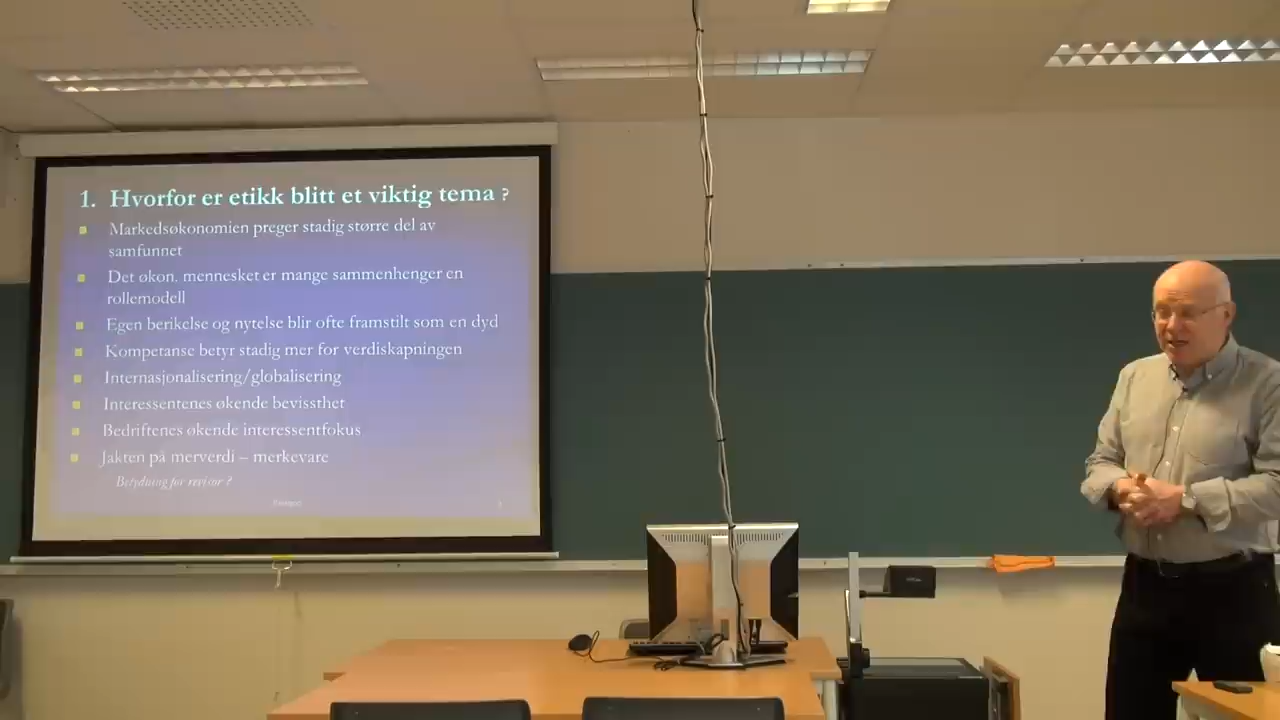 1. Hvorfor er etikk blitt et viktig tema ?
Markedsøkonomien preger stadig større del av
samfunnet
Det økon. mennesket er mange sammenhenger en
rollemodell
Egen berikelse og nytelse blir ofte framstilt som en dyd
Kompetanse betyr stadig mer for verdiskapningen
Internasjonalisering/globalisering
Interessentenes økende bevissthet
Bedriftenes økende interessentfokus
Jakten på merverdi – merkevare
Betydning for revisor ?